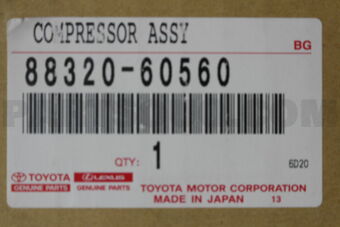 COMPRESSOR ASSY
BG
88320-60560
QTY: 1
6D20
TOYOTA LEXUS
GENUINE PARTS GENUINE PARTS
TOYOTA MOTOR CORPORATION
MADE IN JAPAN 13